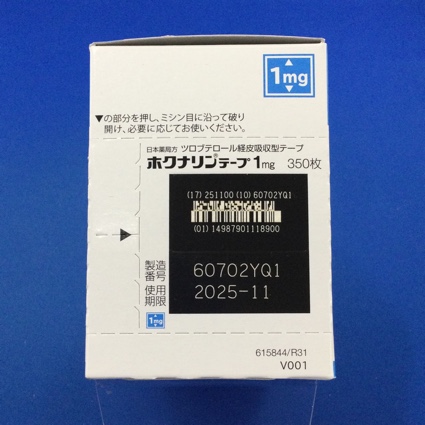 1mg
▼の部分を押し、ミシン目に沿って破り
開け、必要に応じてお使いください。
日本薬局方 ツロブテロール経皮吸収型テープ
ホクナリン®テープ1mg 350枚
(17) 251100 (10) 60702YQ1
(01) 14987901118900
製造番号 60702YQ1
使用期限 2025-11
1mg
615844/R31
V001